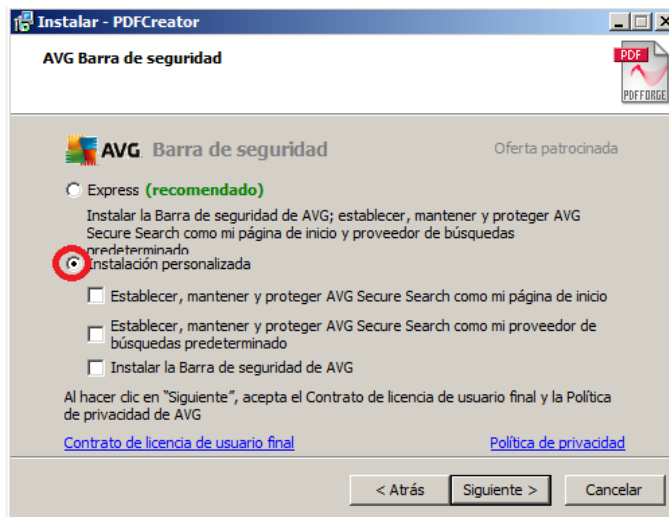 Instalar - PDFCreator
AVG Barra de seguridad
PDF
PDFFORGE
AVG. Barra de seguridad
Oferta patrocinada
Express (recomendado)
Instalar la Barra de seguridad de AVG; establecer, mantener y proteger AVG
Secure Search como mi página de inicio y proveedor de búsquedas
predeterminado
Instalación personalizada
Establecer, mantener y proteger AVG Secure Search como mi página de inicio
Establecer, mantener y proteger AVG Secure Search como mi proveedor de
búsquedas predeterminado
Instalar la Barra de seguridad de AVG
Al hacer clic en "Siguiente", acepta el Contrato de licencia de usuario final y la Política
de privacidad de AVG
Contrato de licencia de usuario final
Política de privacidad
< Atrás
Siguiente >
Cancelar